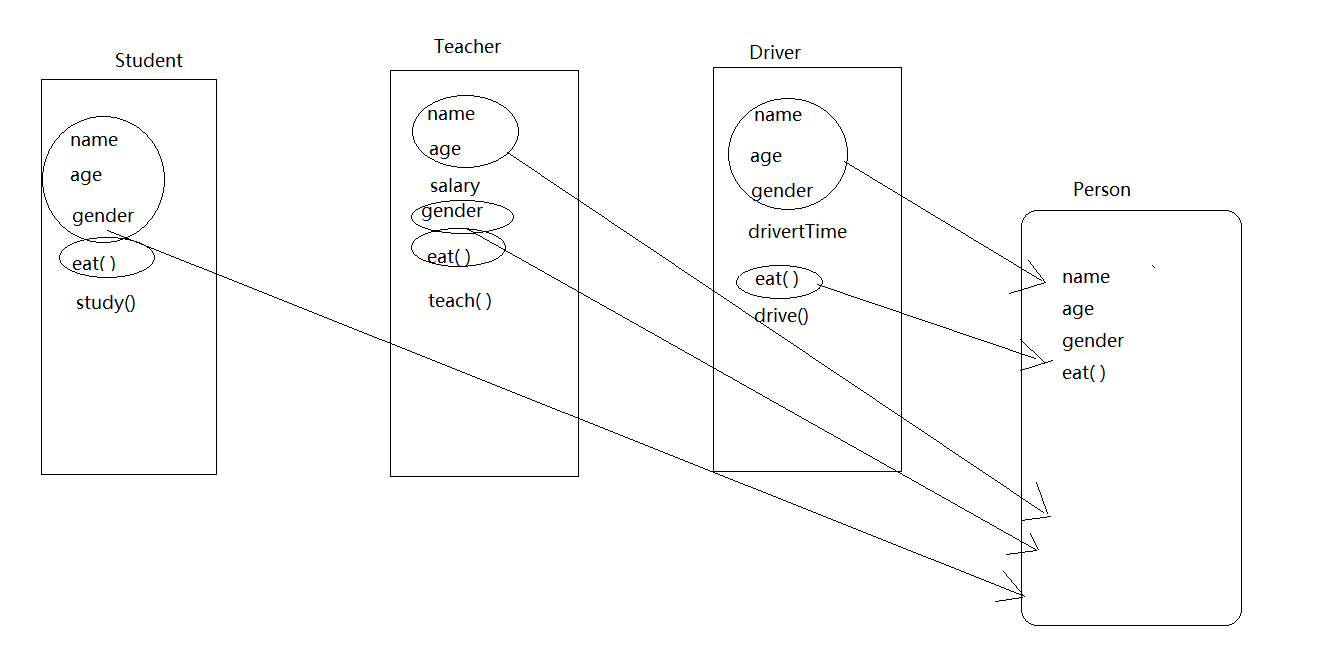 Student
name
age
gender
eat( )
study()
Teacher
name
age
salary
gender
eat( )
teach( )
Driver
name
age
gender
drivertTime
eat( )
drive()
Person
name
age
gender
eat( )